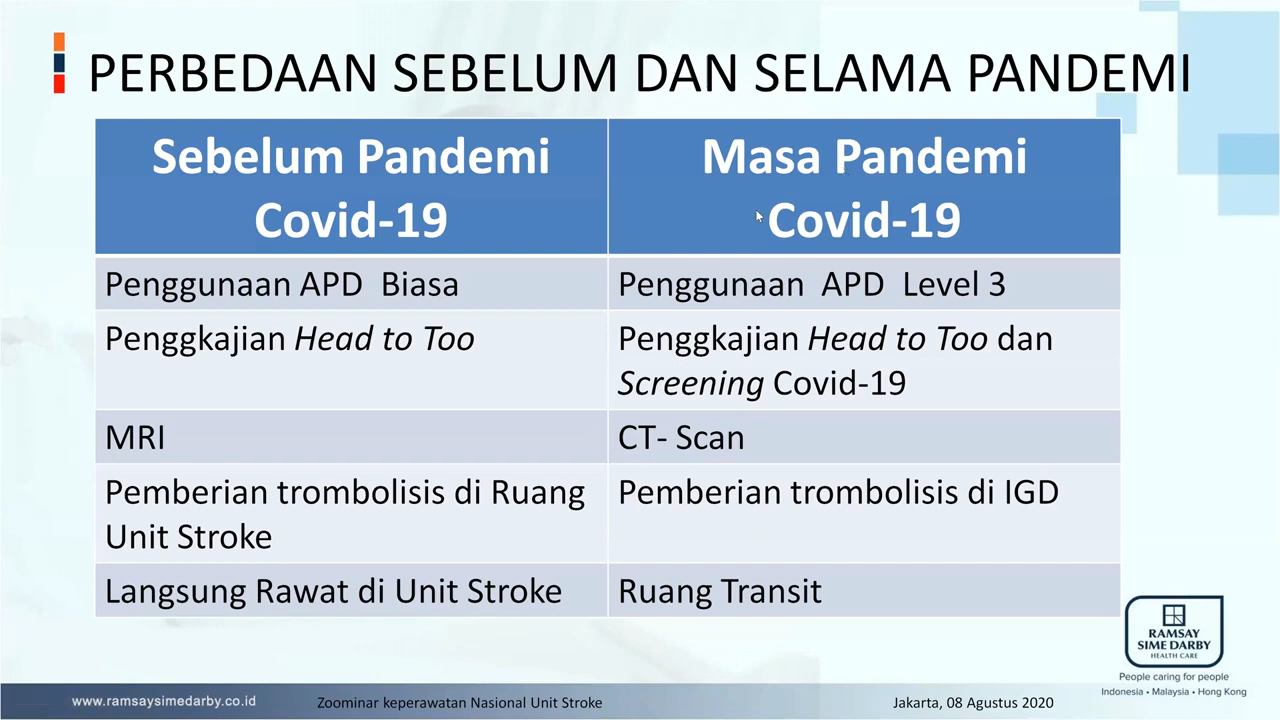 PERBEDAAN SEBELUM DAN SELAMA PANDEMI
Sebelum Pandemi
Covid-19
Masa Pandemi
Covid-19
Penggunaan APD Biasa
Penggunaan APD Level 3
Penggkajian Head to Too
Penggkajian Head to Too dan
Screening Covid-19
MRI
CT- Scan
Pemberian trombolisis di Ruang
Unit Stroke
Pemberian trombolisis di IGD
Langsung Rawat di Unit Stroke
Ruang Transit
RAMSAY
SIME DARBY
HEALTH CARE
People caring for people
Indonesia • Malaysia • Hong Kong
www.ramsaysimedarby.co.id
Zoominar keperawatan Nasional Unit Stroke
Jakarta, 08 Agustus 2020